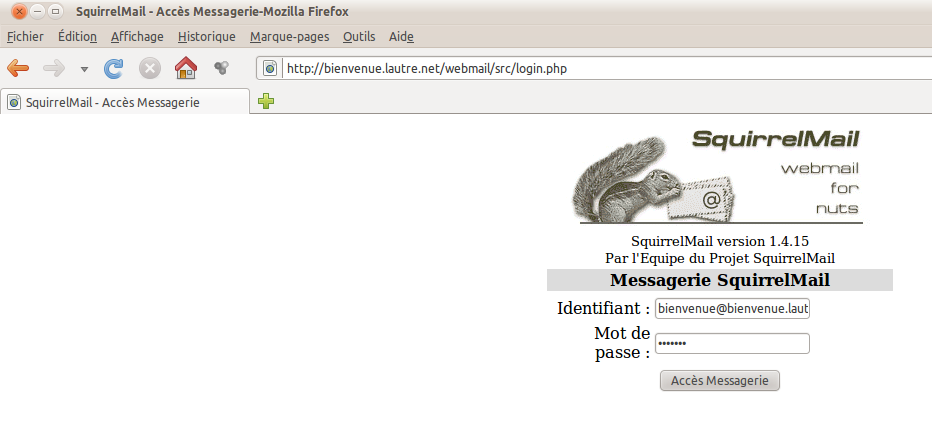 SquirrelMail - Accès Messagerie-Mozilla Firefox
Fichier Édition Affichage Historique Marque-pages Outils Aide
http://bienvenue.lautre.net/webmail/src/login.php
SquirrelMail - Accès Messagerie
SquirrelMail
webmail
for
nuts
@
SquirrelMail version 1.4.15
Par l'Equipe du Projet SquirrelMail
Messagerie SquirrelMail
Identifiant : bienvenue@bienvenue.laut
Mot de
passe : •••••••
Accès Messagerie